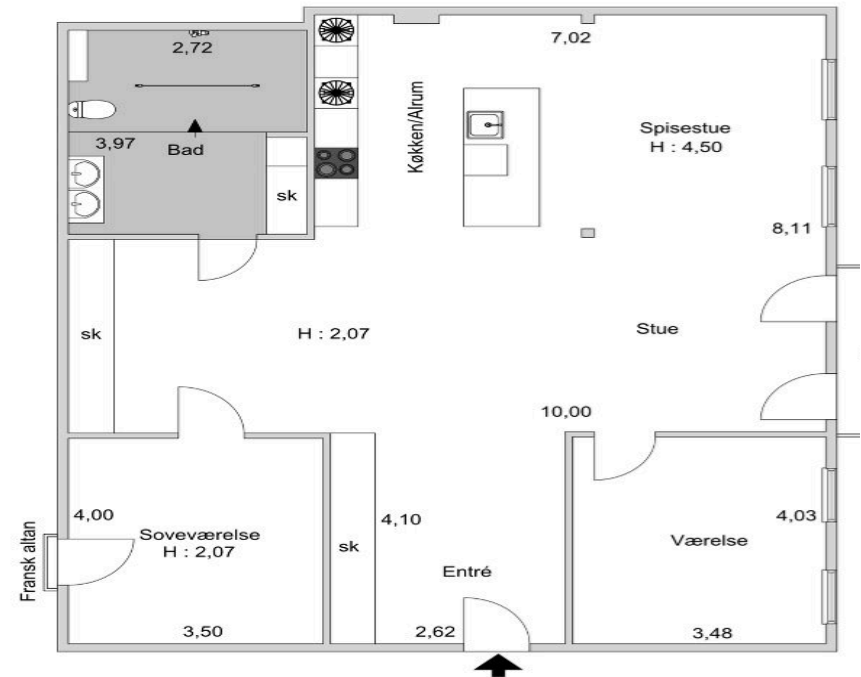 2,72
7,02
Køkken/Alrum
Spisestue
H : 4,50
3,97
Bad
sk
8,11
sk
H : 2,07
Stue
10,00
4,00
Soveværelse
H : 2,07
4,10
4,03
Værelse
sk
Entré
Fransk altan
3,50
2,62
3,48